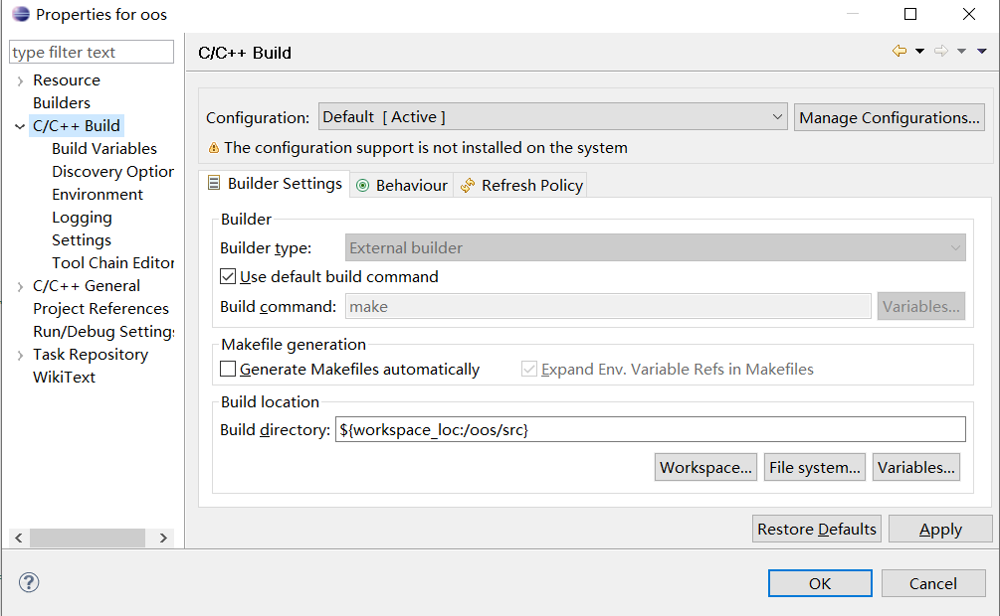 Properties for oos
type filter text
C/C++ Build
Resource
Builders
C/C++ Build
Build Variables
Discovery Option
Environment
Logging
Settings
Tool Chain Editor
C/C++ General
Project References
Run/Debug Settings
Task Repository
WikiText
Configuration: Default [ Active ] Manage Configurations...
The configuration support is not installed on the system
Builder Settings Behaviour Refresh Policy
Builder
Builder type: External builder
Use default build command
Build command: make Variables...
Makefile generation
Generate Makefiles automatically Expand Env. Variable Refs in Makefiles
Build location
Build directory: ${workspace_loc:/oos/src}
Workspace... File system... Variables...
Restore Defaults Apply
OK Cancel